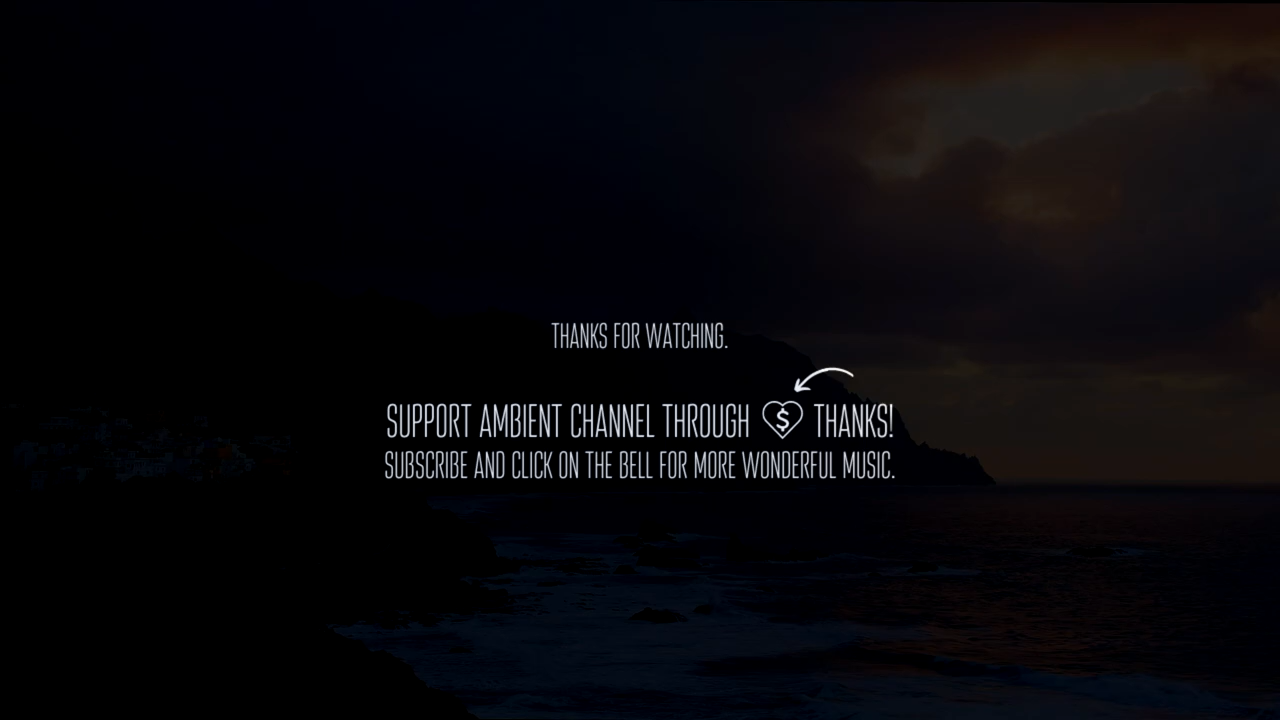 THANKS FOR WATCHING.
SUPPORT AMBIENT CHANNEL THROUGH $ THANKS!
SUBSCRIBE AND CLICK ON THE BELL FOR MORE WONDERFUL MUSIC.